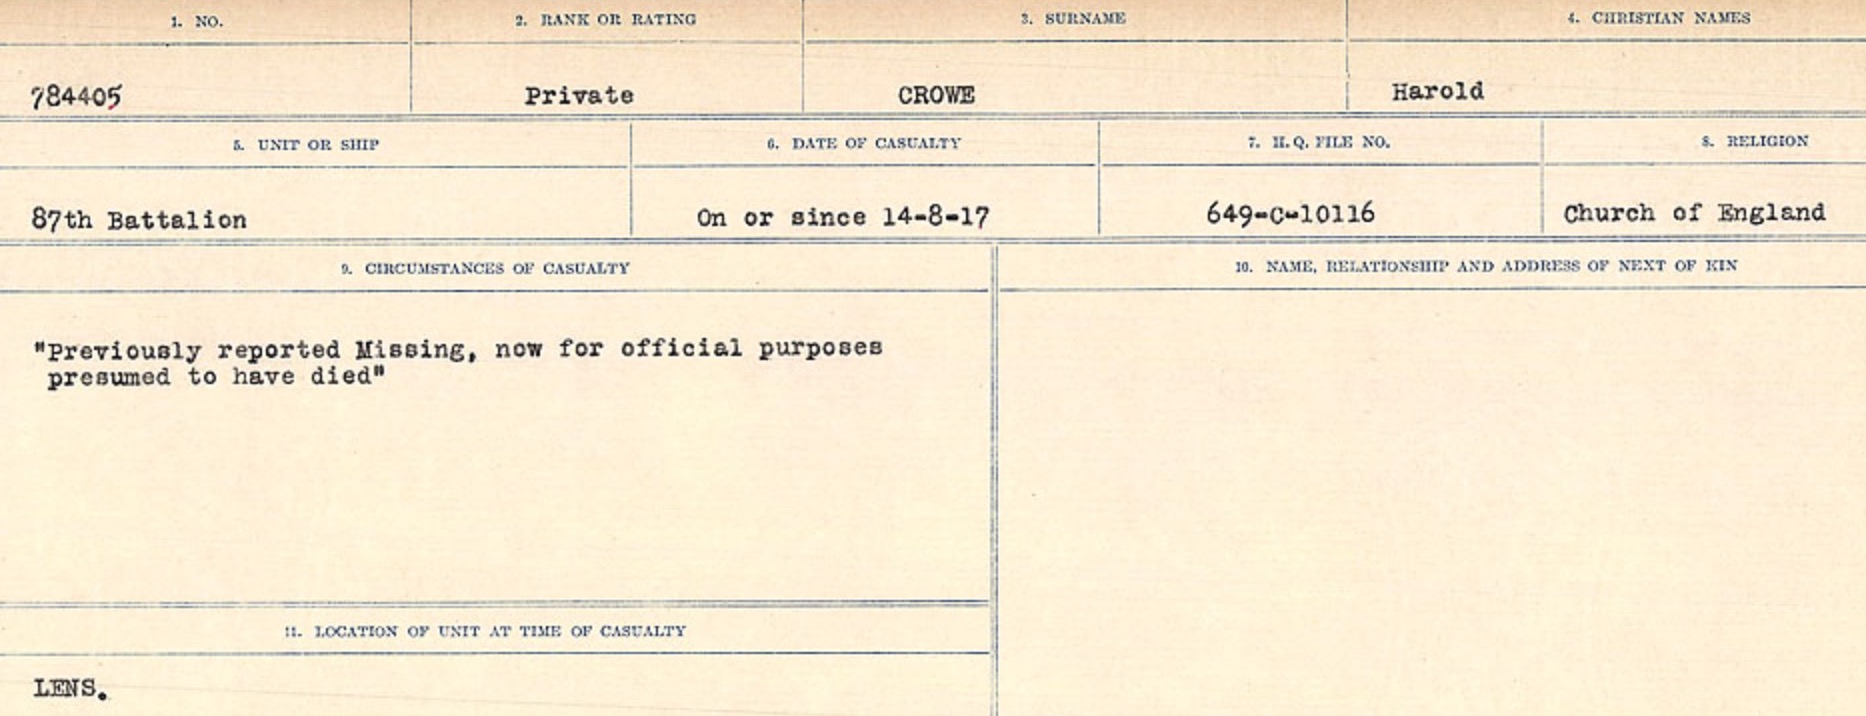 1. NO.
2. RANK OR RATING
3. SURNAME
4. CHRISTIAN NAMES
784405
Private
CROWE
Harold
5. UNIT OR SHIP
6. DATE OF CASUALTY
7. H.Q. FILE NO.
8. RELIGION
87th Battalion
On or since 14-8-17
649-C-10116
Church of England
9. CIRCUMSTANCES OF CASUALTY
10. NAME, RELATIONSHIP AND ADDRESS OF NEXT OF KIN
"Previously reported Missing, now for official purposes
presumed to have died"
11. LOCATION OF UNIT AT TIME OF CASUALTY
LENS.